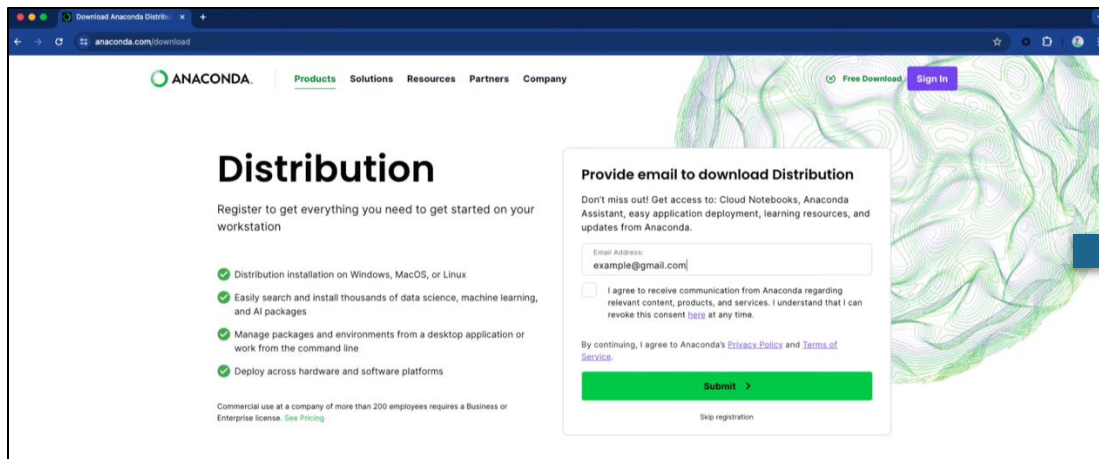 Download Anaconda Distribu
anaconda.com/download
ANACONDA.
Products Solutions Resources Partners Company
Free Download
Sign In
Distribution
Register to get everything you need to get started on your
workstation
Distribution installation on Windows, MacOS, or Linux
Easily search and install thousands of data science, machine learning,
and AI packages
Manage packages and environments from a desktop application or
work from the command line
Deploy across hardware and software platforms
Commercial use at a company of more than 200 employees requires a Business or
Enterprise license. See Pricing
Provide email to download Distribution
Don't miss out! Get access to: Cloud Notebooks, Anaconda
Assistant, easy application deployment, learning resources, and
updates from Anaconda.
Email Address:
example@gmail.com
I agree to receive communication from Anaconda regarding
relevant content, products, and services. I understand that I can
revoke this consent here at any time.
By continuing, I agree to Anaconda's Privacy Policy and Terms of
Service.
Submit >
Skip registration